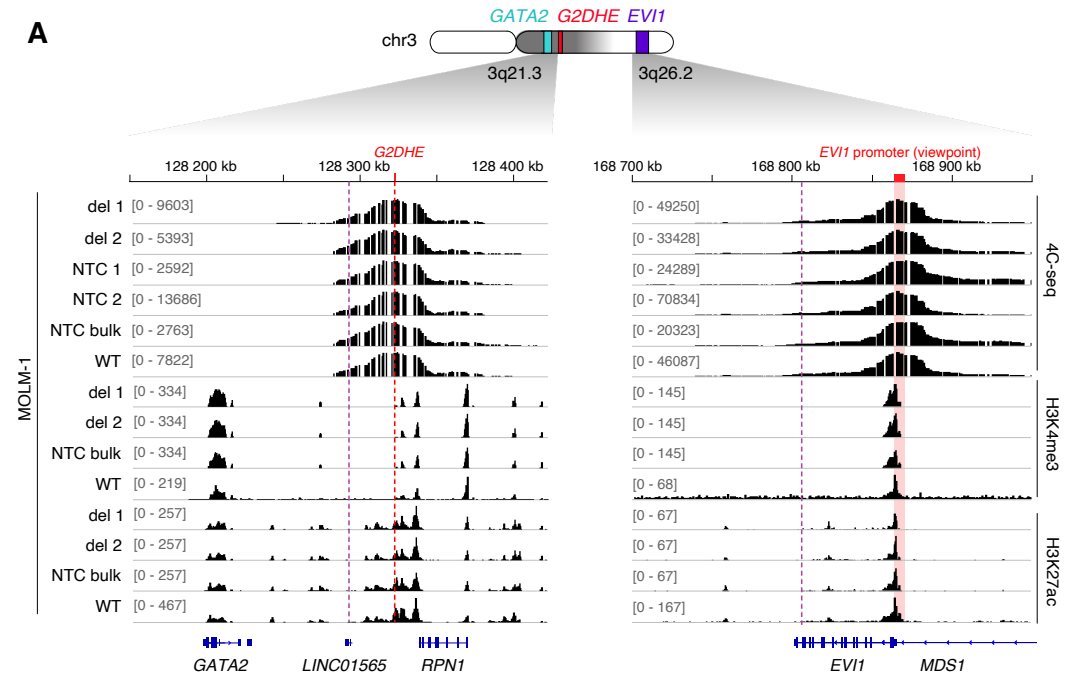 A
GATA2 G2DHE EVI1
chr3
3q21.3 3q26.2
G2DHE EVI1 promoter (viewpoint)
128 200 kb 128 300 kb 128 400 kb 168 700 kb 168 800 kb 168 900 kb
MOLM-1
del 1 [0 - 9603] [0 - 49250]
del 2 [0 - 5393] [0 - 33428]
NTC 1 [0 - 2592] [0 - 24289]
NTC 2 [0 - 13686] [0 - 70834]
NTC bulk [0 - 2763] [0 - 20323]
WT [0 - 7822] [0 - 46087]
4C-seq
del 1 [0 - 334] [0 - 145]
del 2 [0 - 334] [0 - 145]
NTC bulk [0 - 334] [0 - 145]
WT [0 - 219] [0 - 68]
H3K4me3
del 1 [0 - 257] [0 - 67]
del 2 [0 - 257] [0 - 67]
NTC bulk [0 - 257] [0 - 67]
WT [0 - 467] [0 - 167]
H3K27ac
GATA2 LINC01565 RPN1 EVI1 MDS1